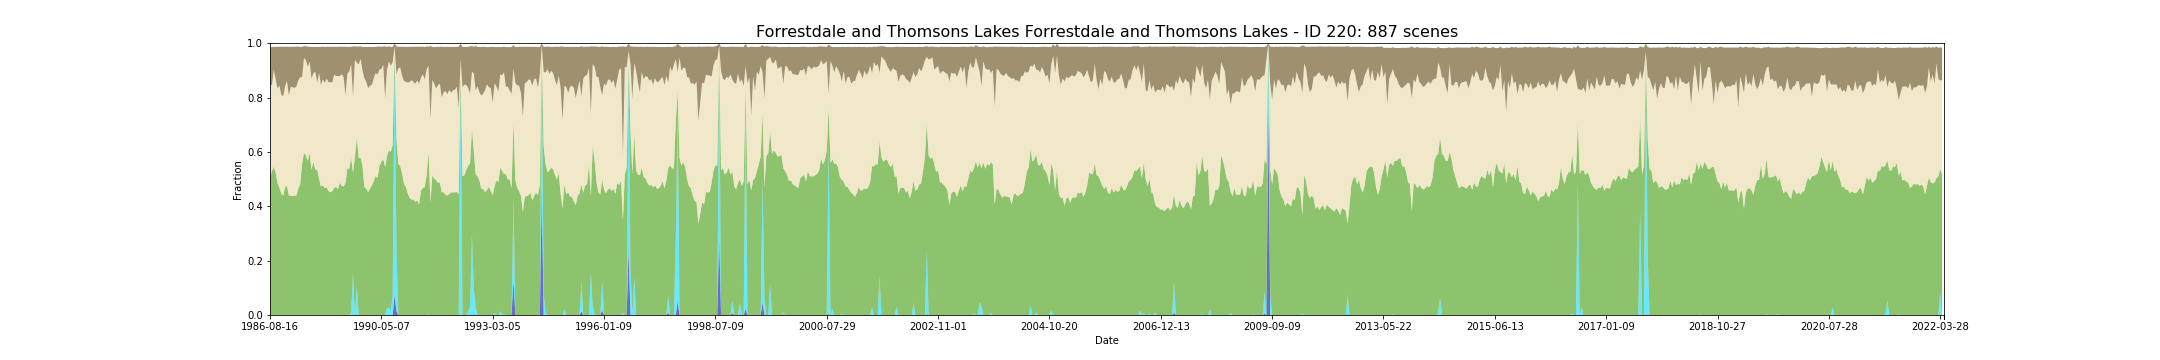 Forrestdale and Thomsons Lakes Forrestdale and Thomsons Lakes - ID 220: 887 scenes
1.0
0.8
0.6
0.4
0.2
0.0
Fraction
1986-08-16 1990-05-07 1993-03-05 1996-01-09 1998-07-09 2000-07-29 2002-11-01 2004-10-20 2006-12-13 2009-09-09 2013-05-22 2015-06-13 2017-01-09 2018-10-27 2020-07-28 2022-03-28
Date